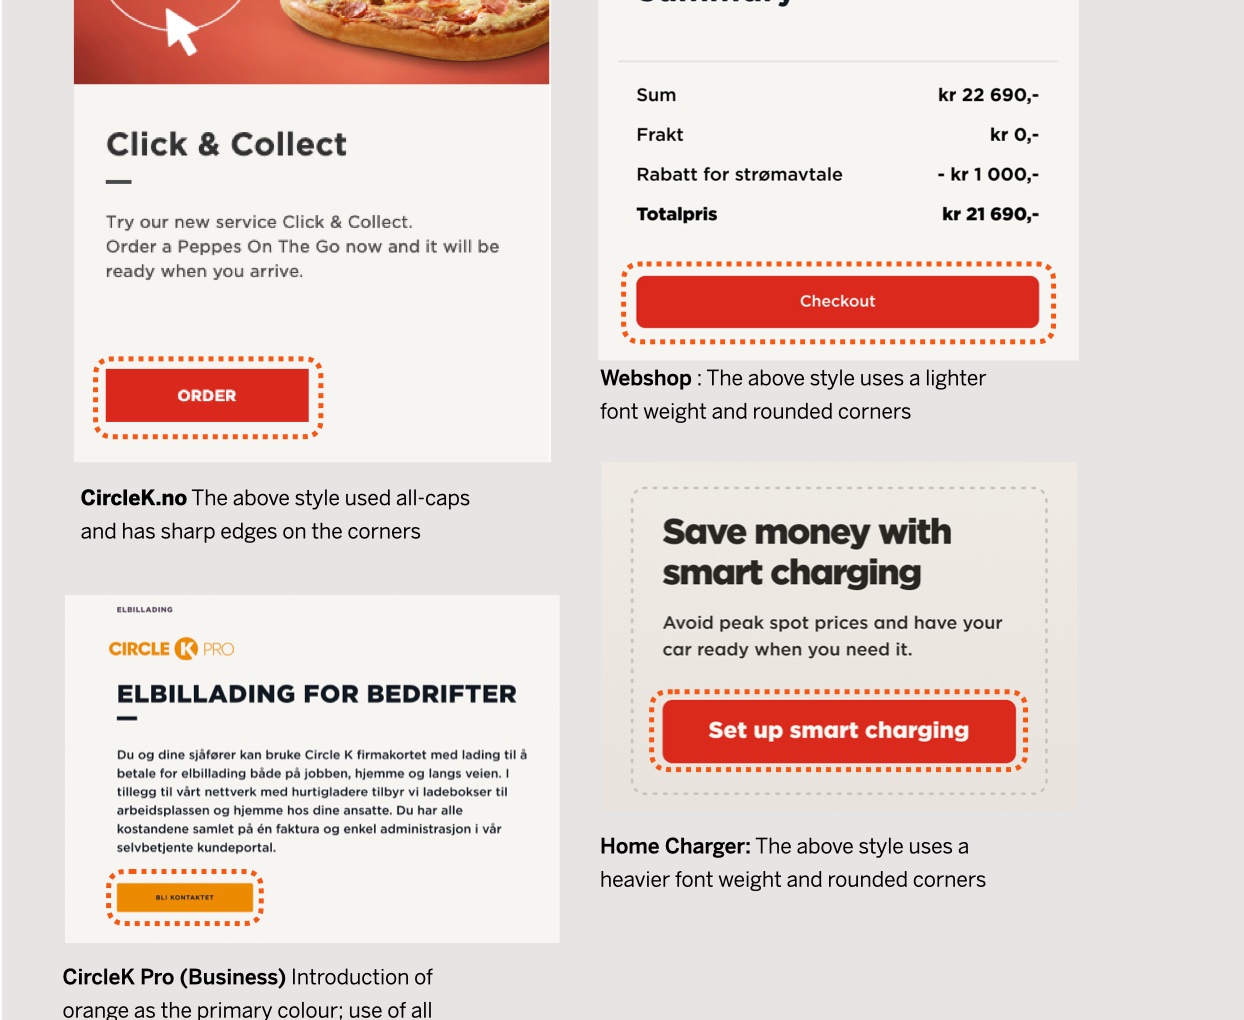 Click & Collect
Try our new service Click & Collect.
Order a Peppes On The Go now and it will be
ready when you arrive.
ORDER
CircleK.no The above style used all-caps
and has sharp edges on the corners
ELBILLADING
CIRCLE K PRO
ELBILLADING FOR BEDRIFTER
Du og dine sjåfører kan bruke Circle K firmakortet med lading til å
betale for elbillading både på jobben, hjemme og langs veien. I
tillegg til vårt nettverk med hurtigladere tilbyr vi ladebokser til
arbeidsplassen og hjemme hos dine ansatte. Du har alle
kostandene samlet på én faktura og enkel administrasjon i vår
selvbetjente kundeportal.
BLI KONTAKTET
CircleK Pro (Business) Introduction of
orange as the primary colour; use of all
Summary
Sum kr 22 690,-
Frakt kr 0,-
Rabatt for strømavtale - kr 1 000,-
Totalpris kr 21 690,-
Checkout
Webshop : The above style uses a lighter
font weight and rounded corners
Save money with
smart charging
Avoid peak spot prices and have your
car ready when you need it.
Set up smart charging
Home Charger: The above style uses a
heavier font weight and rounded corners